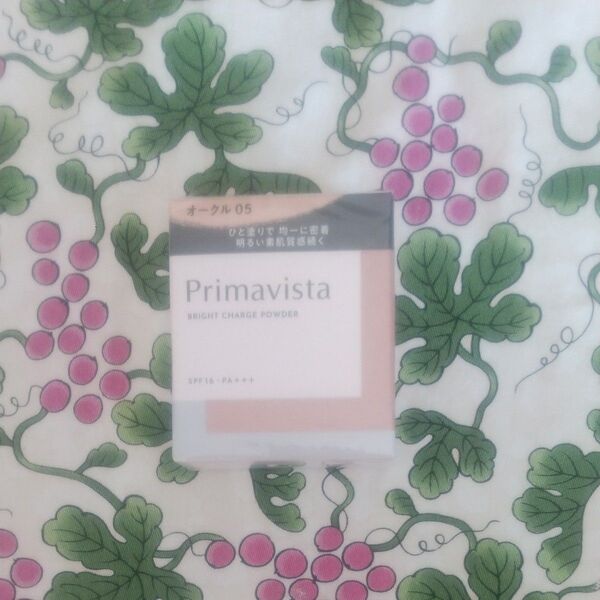 オークル 05
ひと塗りで 均一に密着
明るい素肌質感続く
Primavista
BRIGHT CHARGE POWDER
SPF16・PA+++